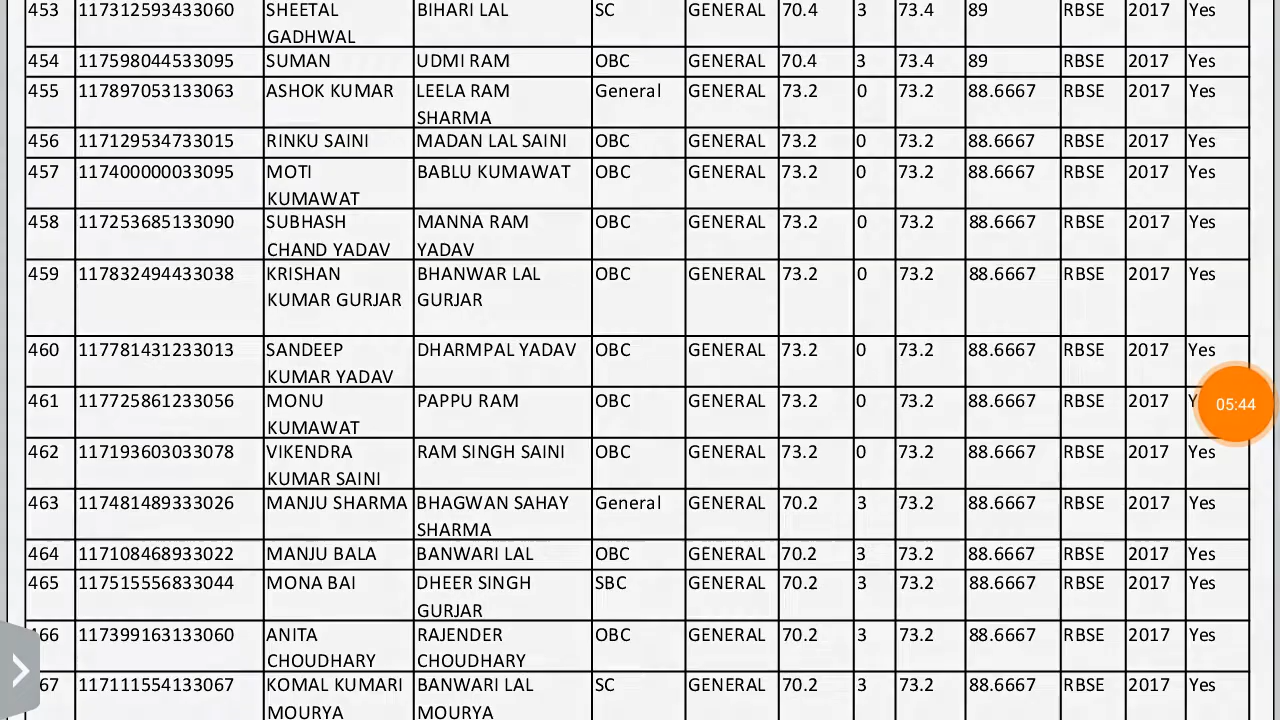 453 117312593433060 SHEETAL BIHARI LAL SC GENERAL 70.4 3 73.4 89 RBSE 2017 Yes
GADHWAL
454 117598044533095 SUMAN UDMI RAM OBC GENERAL 70.4 3 73.4 89 RBSE 2017 Yes
455 117897053133063 ASHOK KUMAR LEELA RAM General GENERAL 73.2 0 73.2 88.6667 RBSE 2017 Yes
SHARMA
456 117129534733015 RINKU SAINI MADAN LAL SAINI OBC GENERAL 73.2 0 73.2 88.6667 RBSE 2017 Yes
457 117400000033095 MOTI BABLU KUMAWAT OBC GENERAL 73.2 0 73.2 88.6667 RBSE 2017 Yes
KUMAWAT
458 117253685133090 SUBHASH MANNA RAM OBC GENERAL 73.2 0 73.2 88.6667 RBSE 2017 Yes
CHAND YADAV YADAV
459 117832494433038 KRISHAN BHANWAR LAL OBC GENERAL 73.2 0 73.2 88.6667 RBSE 2017 Yes
KUMAR GURJAR GURJAR
460 117781431233013 SANDEEP DHARMPAL YADAV OBC GENERAL 73.2 0 73.2 88.6667 RBSE 2017 Yes
KUMAR YADAV
461 117725861233056 MONU PAPPU RAM OBC GENERAL 73.2 0 73.2 88.6667 RBSE 2017 05:44
KUMAWAT
462 117193603033078 VIKENDRA RAM SINGH SAINI OBC GENERAL 73.2 0 73.2 88.6667 RBSE 2017 Yes
KUMAR SAINI
463 117481489333026 MANJU SHARMA BHAGWAN SAHAY General GENERAL 70.2 3 73.2 88.6667 RBSE 2017 Yes
SHARMA
464 117108468933022 MANJU BALA BANWARI LAL OBC GENERAL 70.2 3 73.2 88.6667 RBSE 2017 Yes
465 117515556833044 MONA BAI DHEER SINGH SBC GENERAL 70.2 3 73.2 88.6667 RBSE 2017 Yes
GURJAR
66 117399163133060 ANITA RAJENDER OBC GENERAL 70.2 3 73.2 88.6667 RBSE 2017 Yes
CHOUDHARY CHOUDHARY
67 117111554133067 KOMAL KUMARI BANWARI LAL SC GENERAL 70.2 3 73.2 88.6667 RBSE 2017 Yes
MOURYA MOURYA